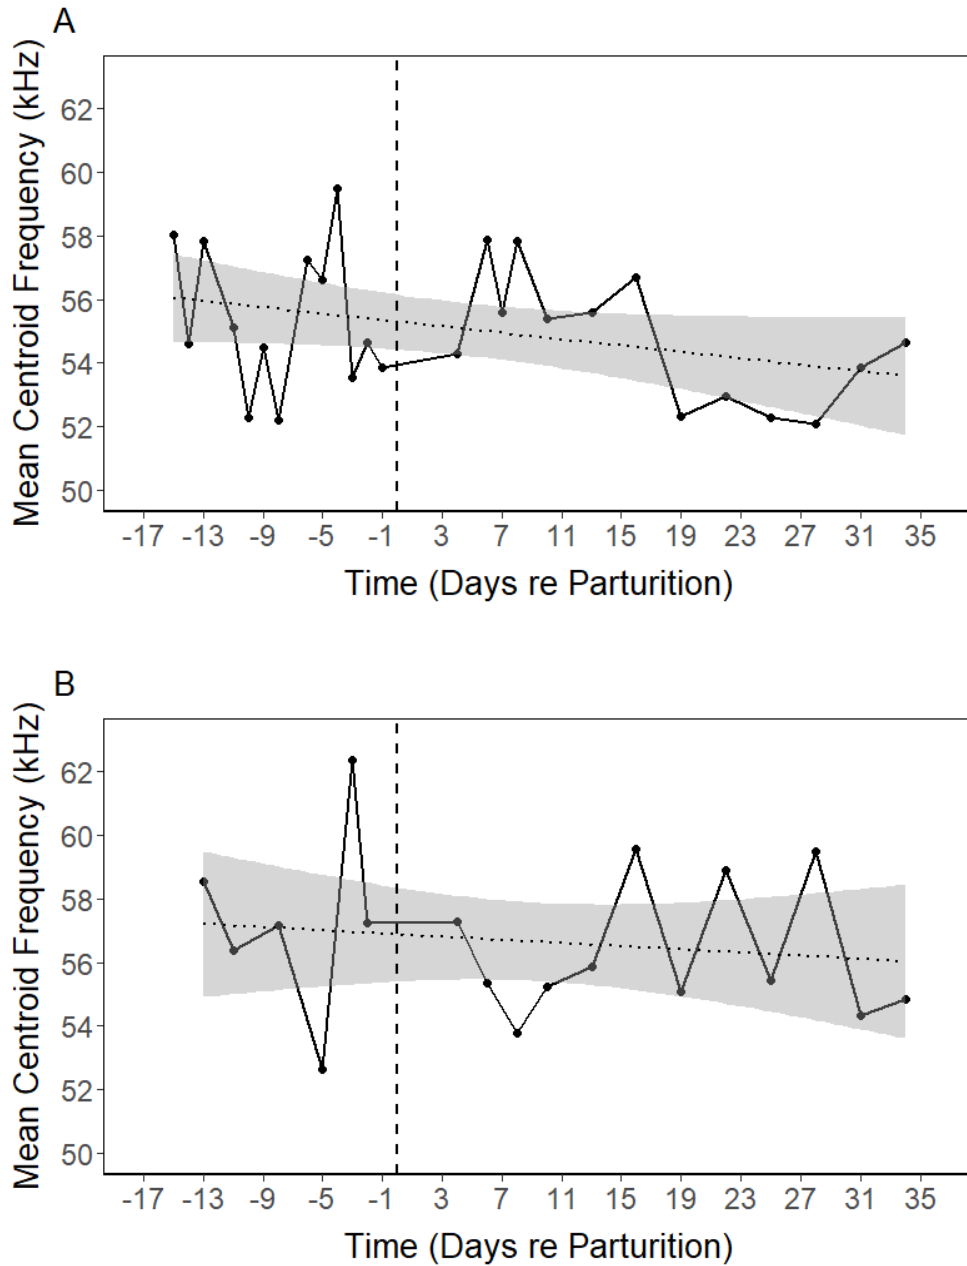 A
Mean Centroid Frequency (kHz)
62
60
58
56
54
52
50
-17 -13 -9 -5 -1 3 7 11 15 19 23 27 31 35
Time (Days re Parturition)
B
Mean Centroid Frequency (kHz)
62
60
58
56
54
52
50
-17 -13 -9 -5 -1 3 7 11 15 19 23 27 31 35
Time (Days re Parturition)